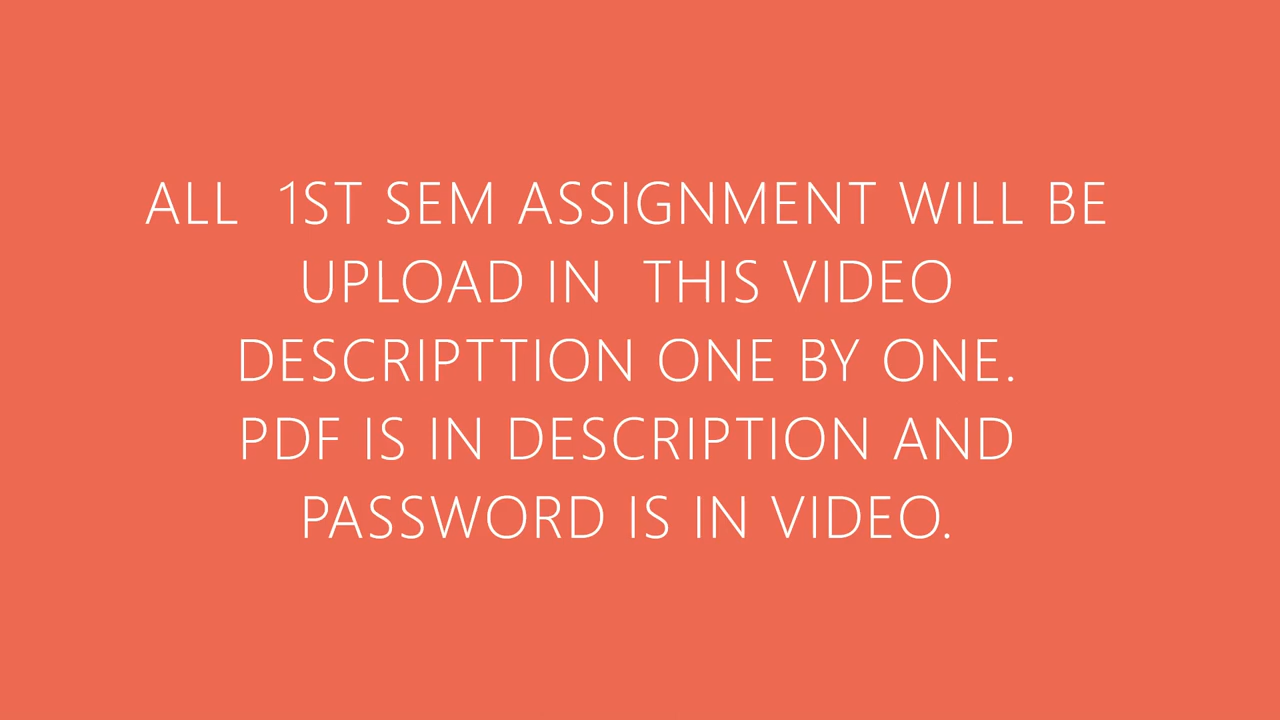 ALL  1ST SEM ASSIGNMENT WILL BE
UPLOAD IN  THIS VIDEO
DESCRIPTTION ONE BY ONE.
PDF IS IN DESCRIPTION AND
PASSWORD IS IN VIDEO.